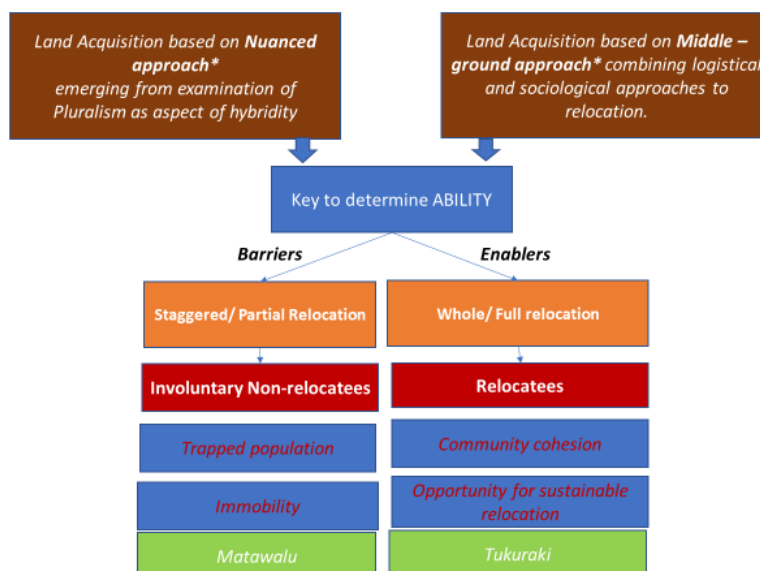 Land Acquisition based on Nuanced
approach*
emerging from examination of
Pluralism as aspect of hybridity
Land Acquisition based on Middle –
ground approach* combining logistical
and sociological approaches to
relocation.
Key to determine ABILITY
Barriers
Enablers
Staggered/ Partial Relocation
Whole/ Full relocation
Involuntary Non-relocatees
Relocatees
Trapped population
Community cohesion
Immobility
Opportunity for sustainable
relocation
Matawalu
Tukuraki